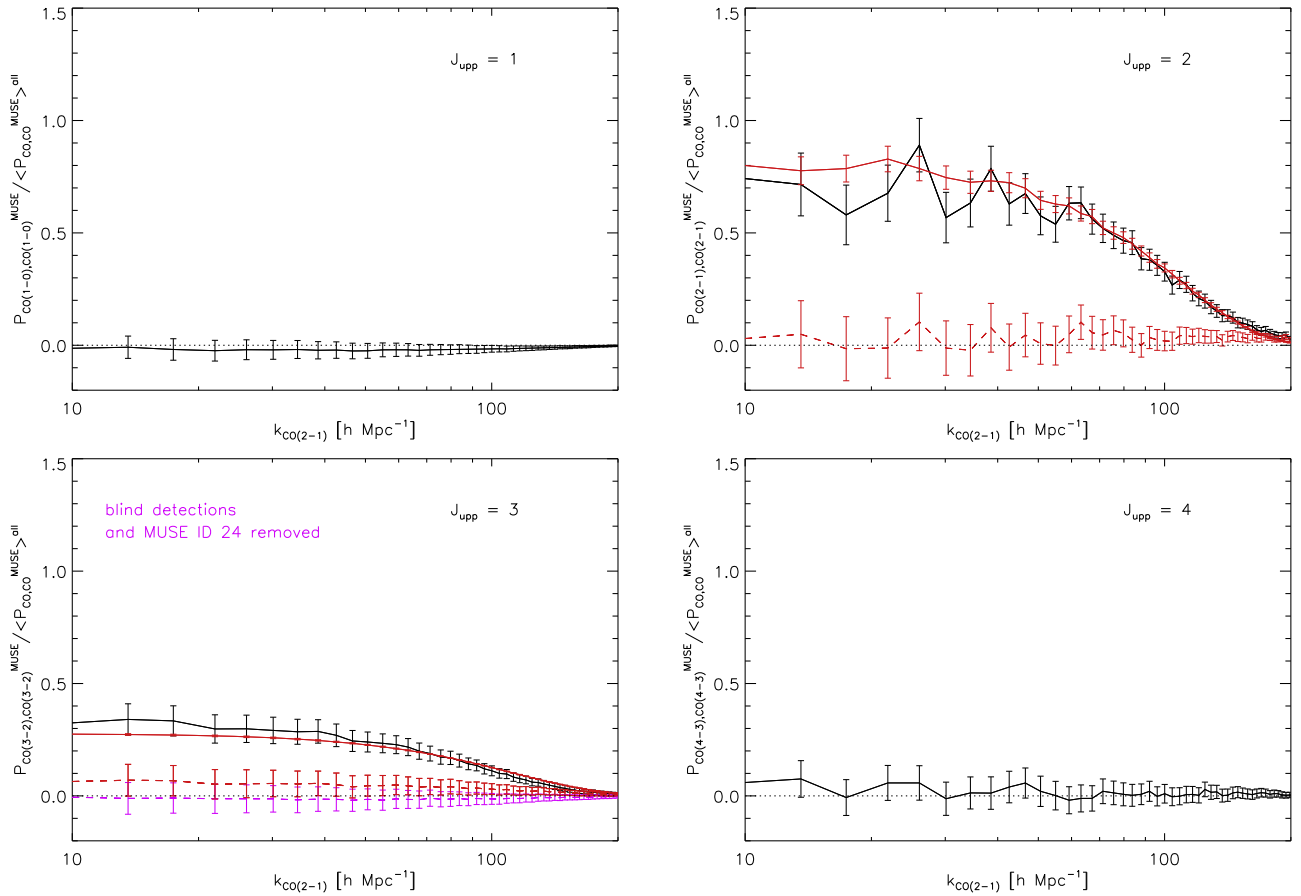 1.5
1.0
0.5
0.0
10
100
P_CO(1-0),CO(1-0)^MUSE/<P_CO,CO^MUSE>^all
k_CO(2-1) [h Mpc^-1]
J_upp = 1
1.5
1.0
0.5
0.0
10
100
P_CO(2-1),CO(2-1)^MUSE/<P_CO,CO^MUSE>^all
k_CO(2-1) [h Mpc^-1]
J_upp = 2
1.5
1.0
0.5
0.0
10
100
P_CO(3-2),CO(3-2)^MUSE/<P_CO,CO^MUSE>^all
k_CO(2-1) [h Mpc^-1]
blind detections
and MUSE ID 24 removed
J_upp = 3
1.5
1.0
0.5
0.0
10
100
P_CO(4-3),CO(4-3)^MUSE/<P_CO,CO^MUSE>^all
k_CO(2-1) [h Mpc^-1]
J_upp = 4